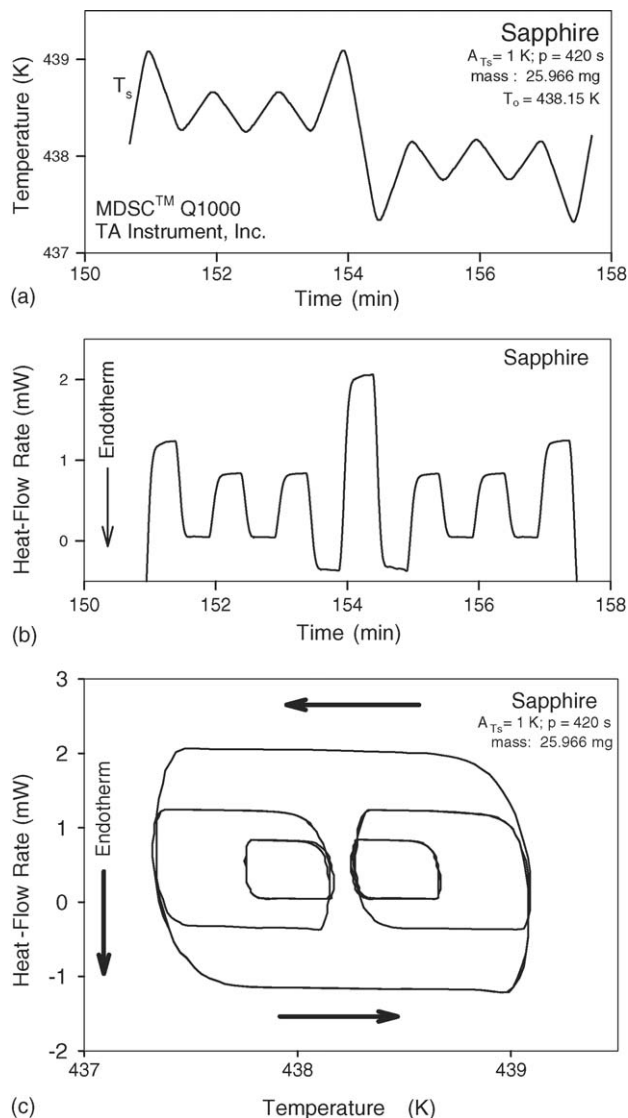 Sapphire
A_Ts = 1 K; p = 420 s
mass : 25.966 mg
T_o = 438.15 K
T_s
MDSC™ Q1000
TA Instrument, Inc.
Temperature (K)
439
438
437
150 152 154 156 158
(a) Time (min)
Sapphire
Endotherm
Heat-Flow Rate (mW)
2
1
0
150 152 154 156 158
(b) Time (min)
Sapphire
A_Ts = 1 K; p = 420 s
mass: 25.966 mg
Endotherm
Heat-Flow Rate (mW)
3
2
1
0
-1
-2
437 438 439
(c) Temperature (K)